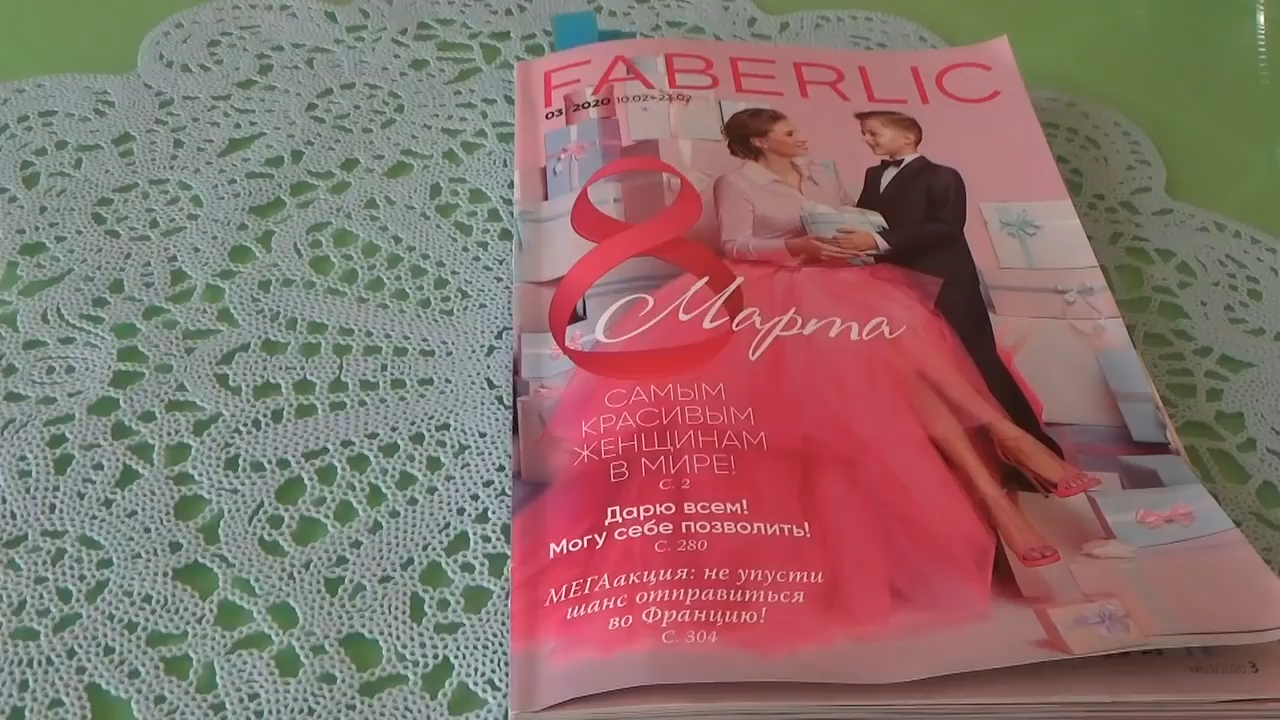 FABERLIC
03/2020 10.02–23.02
8 Марта
САМЫМ
КРАСИВЫМ
ЖЕНЩИНАМ
В МИРЕ!
С. 2
Дарю всем!
Могу себе позволить!
С. 280
МЕГАакция: не упусти
шанс отправиться
во Францию!
С. 304
3